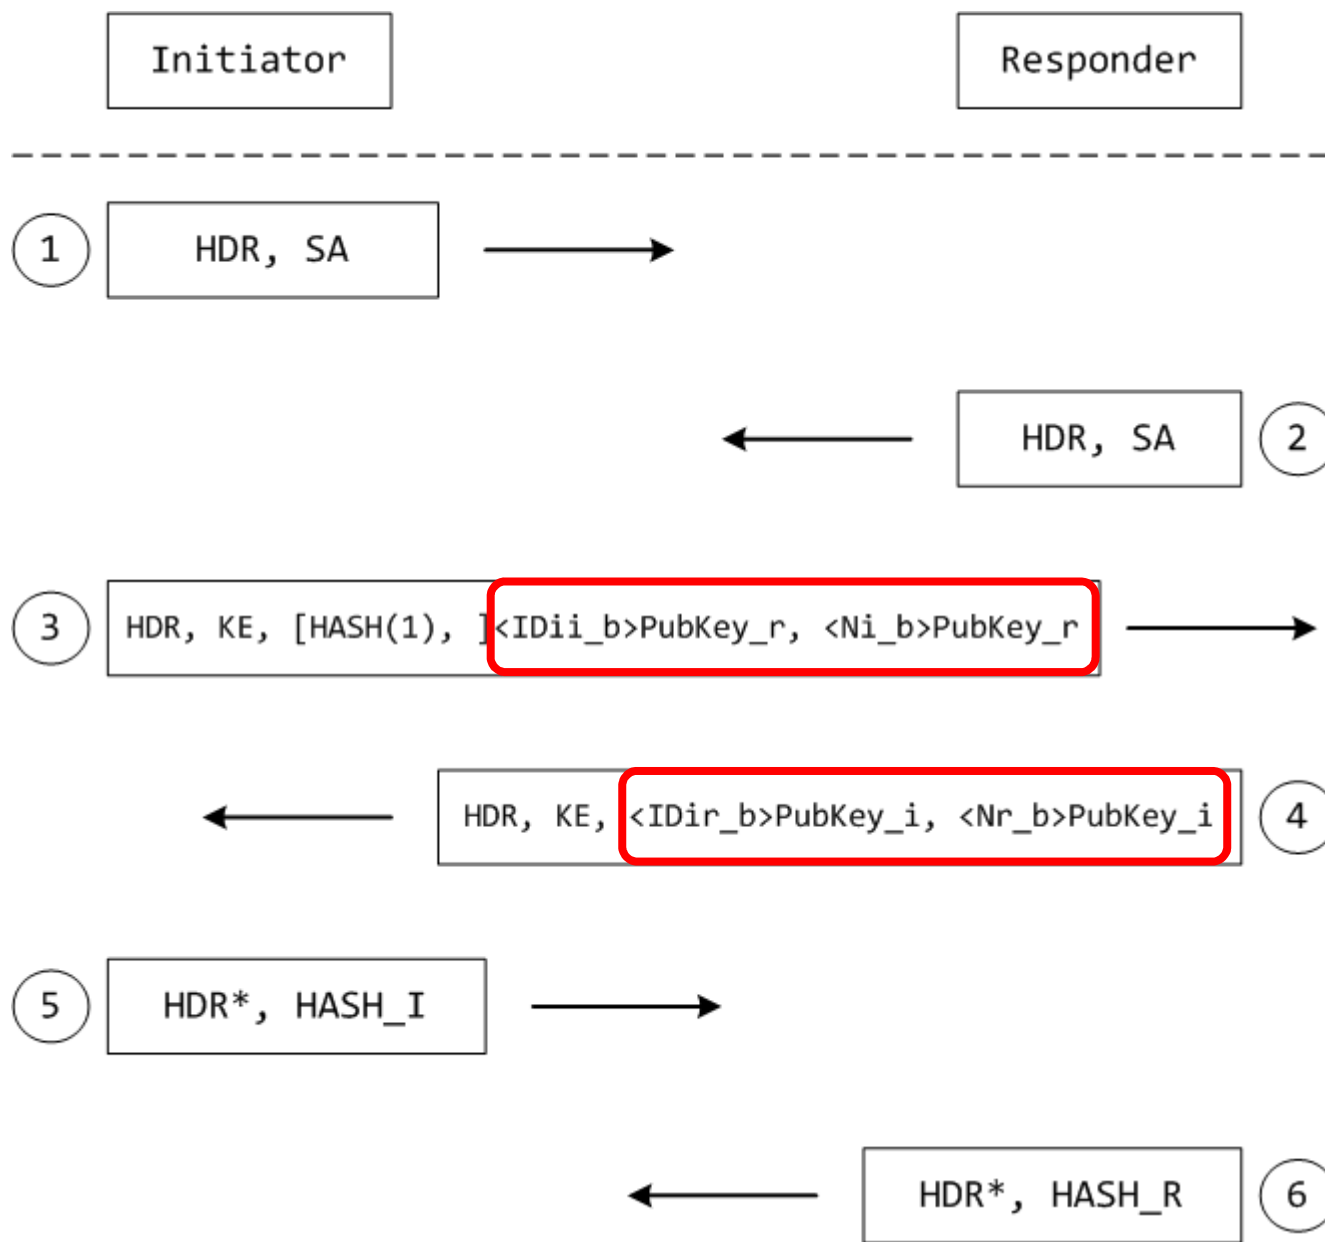 Initiator
Responder
1
HDR, SA
HDR, SA
2
3
HDR, KE, [HASH(1), ]<IDii_b>PubKey_r, <Ni_b>PubKey_r
HDR, KE, <IDir_b>PubKey_i, <Nr_b>PubKey_i
4
5
HDR*, HASH_I
HDR*, HASH_R
6